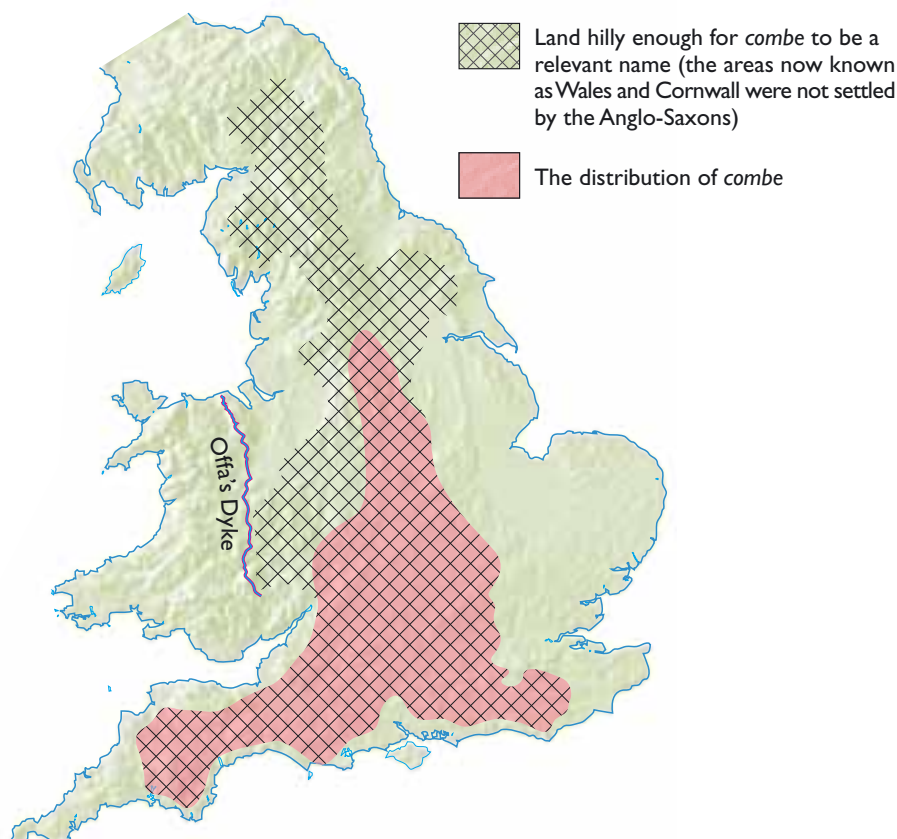 Land hilly enough for combe to be a
relevant name (the areas now known
as Wales and Cornwall were not settled
by the Anglo-Saxons)
The distribution of combe
Offa's Dyke